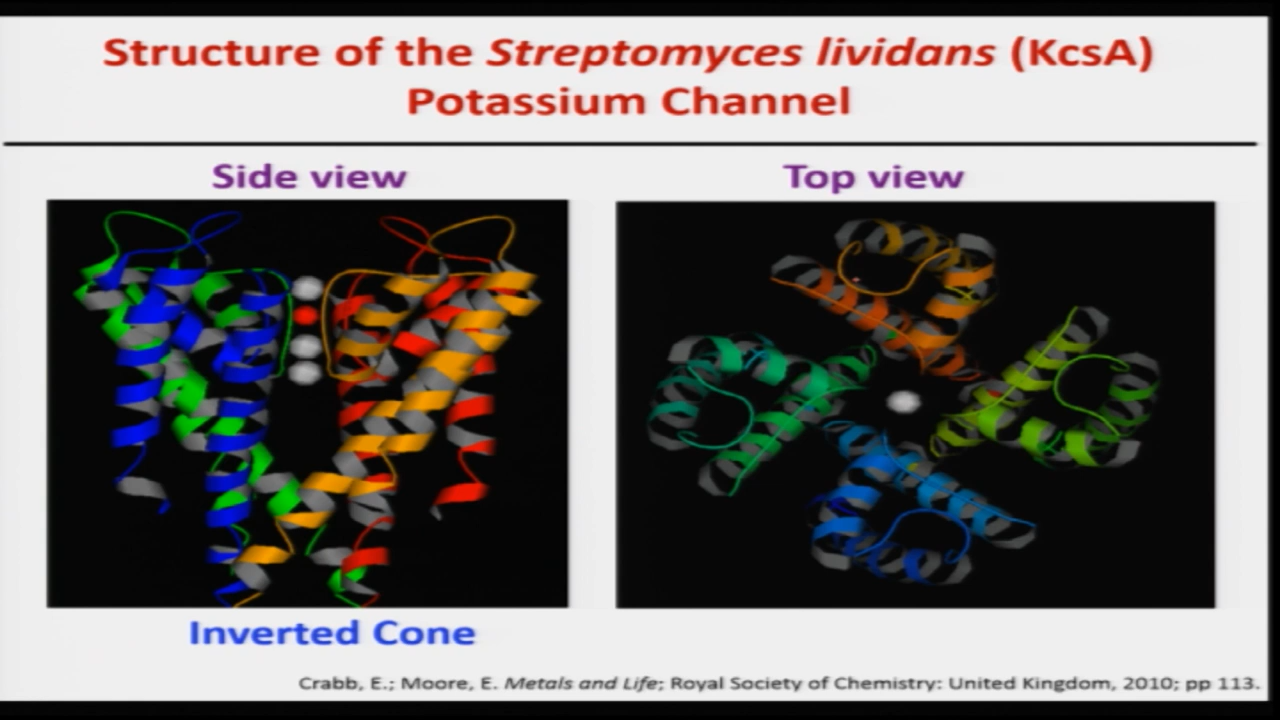 Structure of the Streptomyces lividans (KcsA)
Potassium Channel
Side view
Top view
Inverted Cone
Crabb, E.; Moore, E. Metals and Life; Royal Society of Chemistry: United Kingdom, 2010; pp 113.